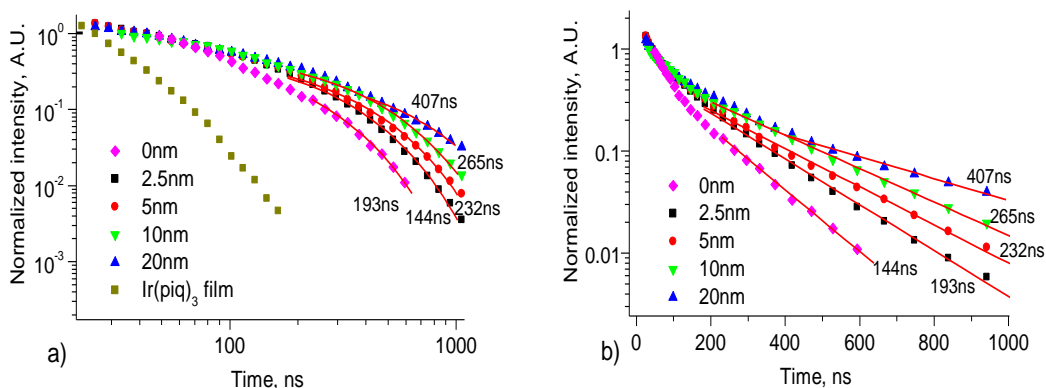 Normalized intensity, A.U.
10^0
10^-1
10^-2
10^-3
0nm
2.5nm
5nm
10nm
20nm
Ir(piq)_3 film
407ns
265ns
193ns
144ns
232ns
a)
100
1000
Time, ns
Normalized intensity, A.U.
1
0.1
0.01
0nm
2.5nm
5nm
10nm
20nm
407ns
265ns
232ns
144ns
193ns
b)
0
200
400
600
800
1000
Time, ns